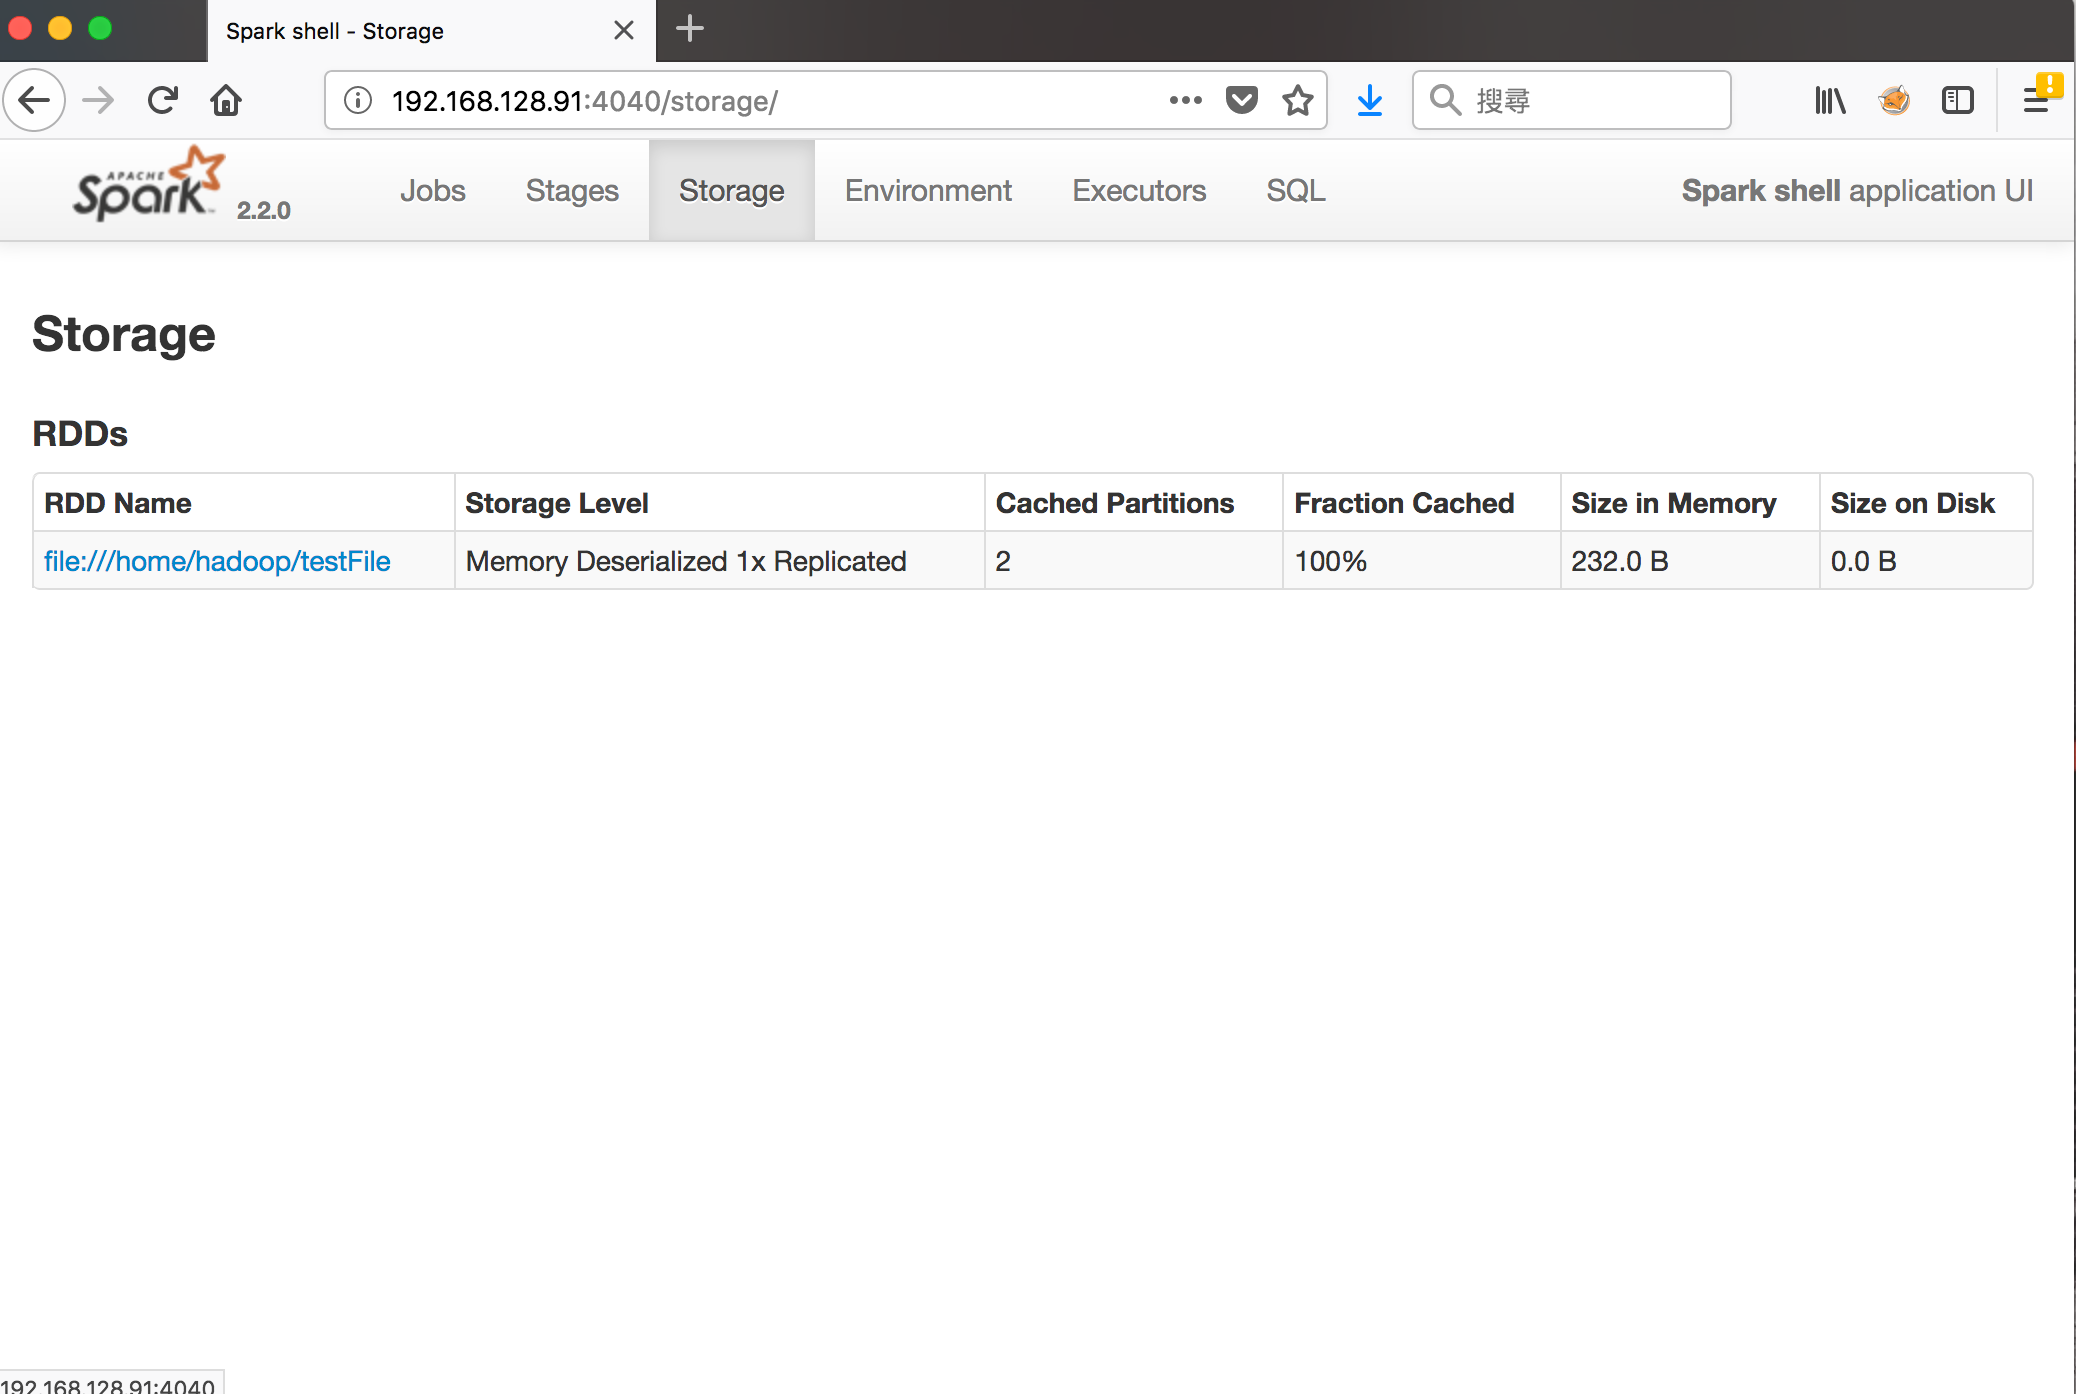 Spark shell - Storage
192.168.128.91:4040/storage/
搜尋
APACHE Spark 2.2.0
Jobs Stages Storage Environment Executors SQL Spark shell application UI
Storage
RDDs
RDD Name Storage Level Cached Partitions Fraction Cached Size in Memory Size on Disk
file:///home/hadoop/testFile Memory Deserialized 1x Replicated 2 100% 232.0 B 0.0 B
192.168.128.91:4040